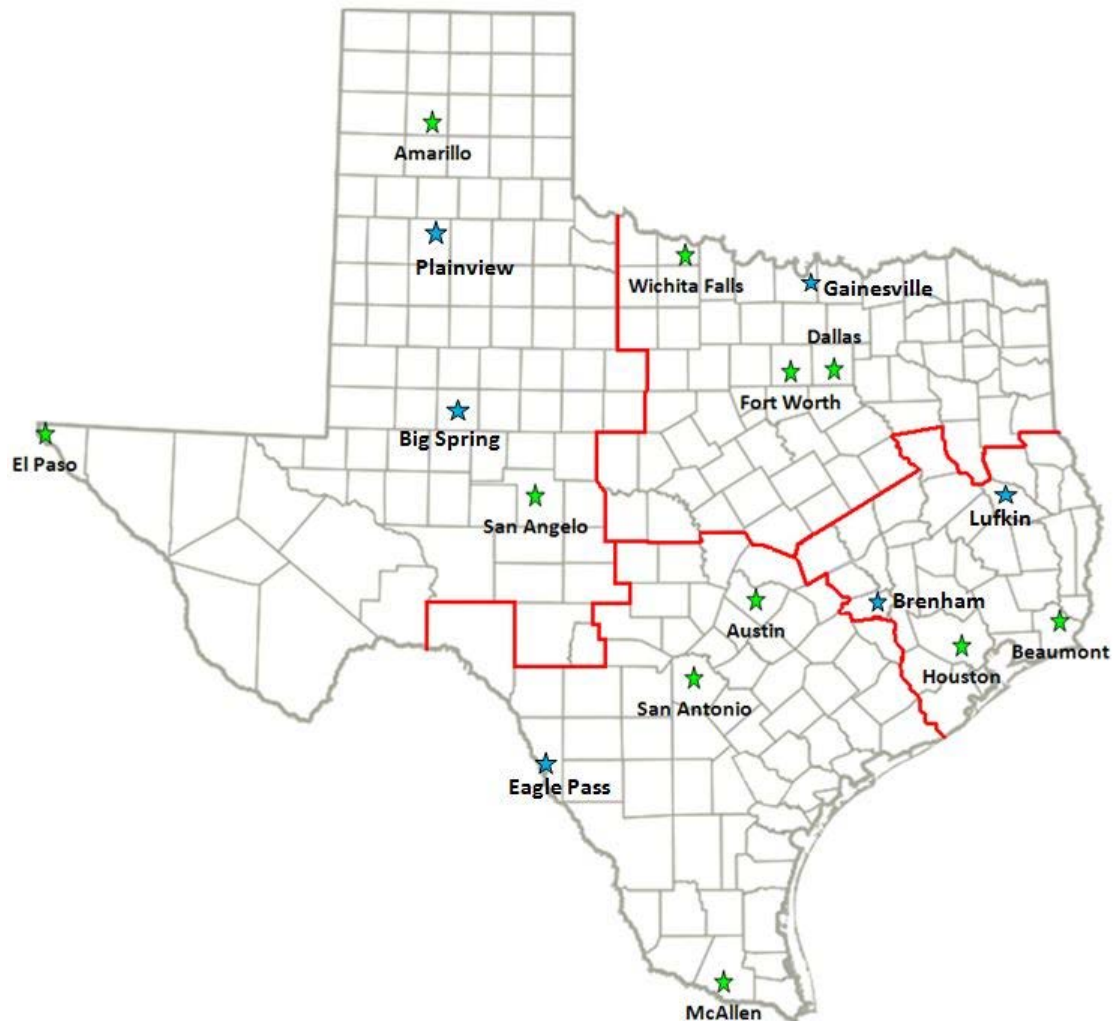 Amarillo
Plainview
Wichita Falls
Gainesville
Dallas
Fort Worth
Big Spring
El Paso
San Angelo
Lufkin
Brenham
Austin
Beaumont
Houston
San Antonio
Eagle Pass
McAllen